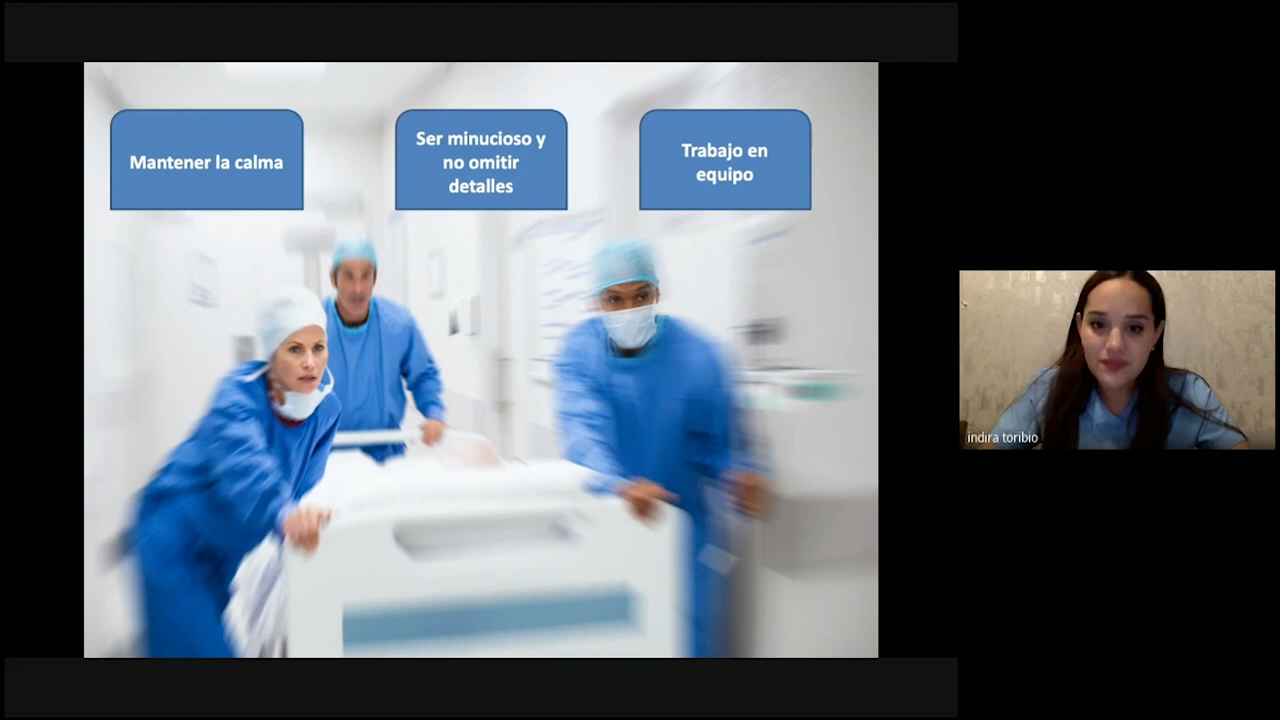 Mantener la calma
Ser minucioso y
no omitir
detalles
Trabajo en
equipo
indira toribio